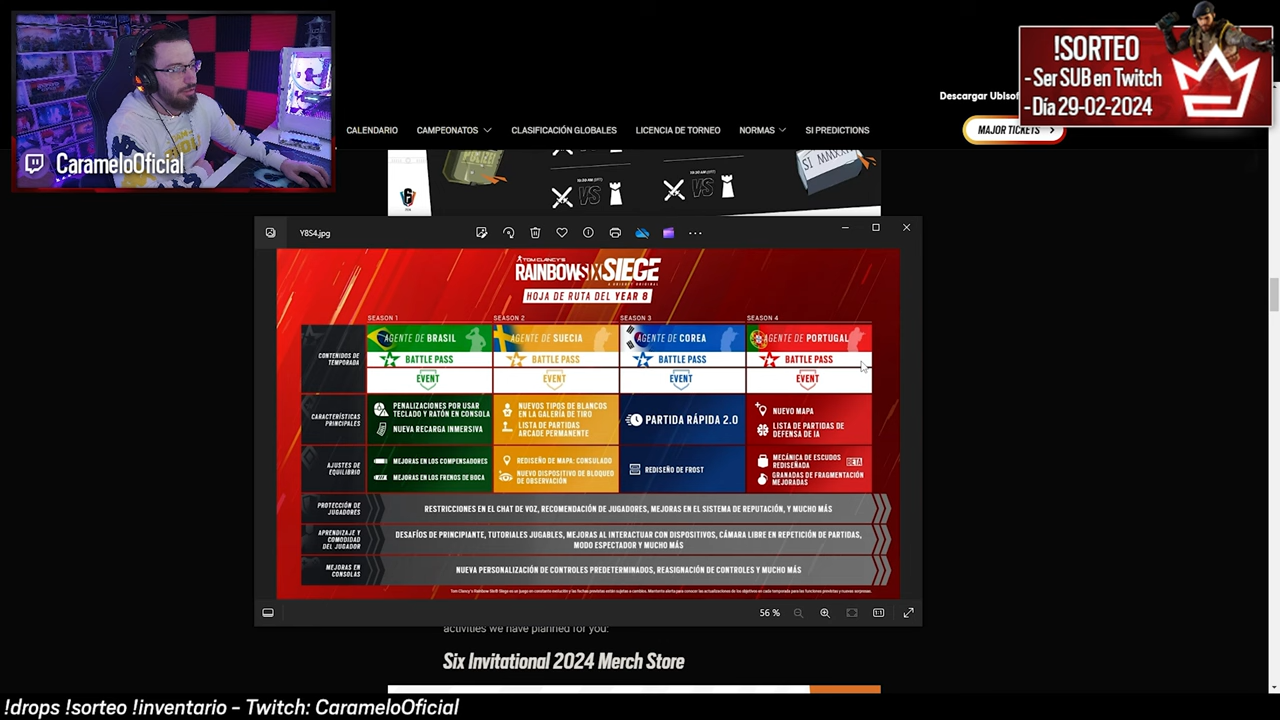 CarameloOficial
!SORTEO
- Ser SUB en Twitch
- Día 29-02-2024
Descargar Ubisof
CALENDARIO
CAMPEONATOS
CLASIFICACIÓN GLOBALES
LICENCIA DE TORNEO
NORMAS
SI PREDICTIONS
MAJOR TICKETS
VS
VS
Y8S4.jpg
TOM CLANCY'S
RAINBOW SIX SIEGE
HOJA DE RUTA DEL YEAR 8
SEASON 1
SEASON 2
SEASON 3
SEASON 4
CONTENIDOS DE
TEMPORADA
AGENTE DE BRASIL
AGENTE DE SUECIA
AGENTE DE COREA
AGENTE DE PORTUGAL
BATTLE PASS
BATTLE PASS
BATTLE PASS
BATTLE PASS
EVENT
EVENT
EVENT
EVENT
CARACTERÍSTICAS
PRINCIPALES
PENALIZACIONES POR USAR
TECLADO Y RATÓN EN CONSOLA
NUEVA RECARGA INMERSIVA
NUEVOS TIPOS DE BLANCOS
EN LA GALERÍA DE TIRO
LISTA DE PARTIDAS
ARCADE PERMANENTE
PARTIDA RÁPIDA 2.0
NUEVO MAPA
LISTA DE PARTIDAS DE
DEFENSA DE IA
AJUSTES DE
EQUILIBRIO
MEJORAS EN LOS COMPENSADORES
MEJORAS EN LOS FRENOS DE BOCA
REDISEÑO DE MAPA: CONSULADO
NUEVO DISPOSITIVO DE BLOQUEO
DE OBSERVACIÓN
REDISEÑO DE FROST
MECÁNICA DE ESCUDOS
REDISEÑADA BETA
GRANADAS DE FRAGMENTACIÓN
MEJORADAS
PROTECCIÓN DE
JUGADORES
RESTRICCIONES EN EL CHAT DE VOZ, RECOMENDACIÓN DE JUGADORES, MEJORAS EN EL SISTEMA DE REPUTACIÓN, Y MUCHO MÁS
APRENDIZAJE Y
COMODIDAD
DEL JUGADOR
DESAFÍOS DE PRINCIPIANTE, TUTORIALES JUGABLES, MEJORAS AL INTERACTUAR CON DISPOSITIVOS, CÁMARA LIBRE EN REPETICIÓN DE PARTIDAS,
MODO ESPECTADOR Y MUCHO MÁS
MEJORAS EN
CONSOLAS
NUEVA PERSONALIZACIÓN DE CONTROLES PREDETERMINADOS, REASIGNACIÓN DE CONTROLES Y MUCHO MÁS
56 %
activities we have planned for you:
Six Invitational 2024 Merch Store
!drops !sorteo !inventario - Twitch: CarameloOficial